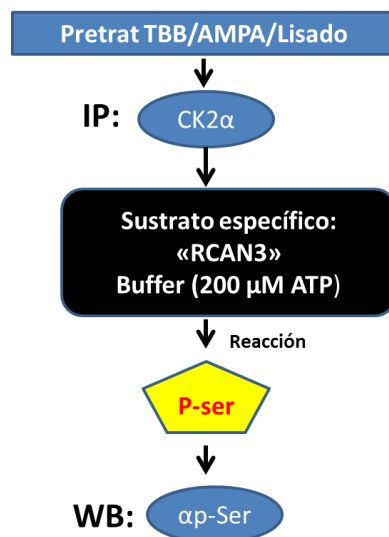 Pretrat TBB/AMPA/Lisado
IP:
CK2α
Sustrato específico:
«RCAN3»
Buffer (200 µM ATP)
Reacción
P-ser
WB:
αp-Ser